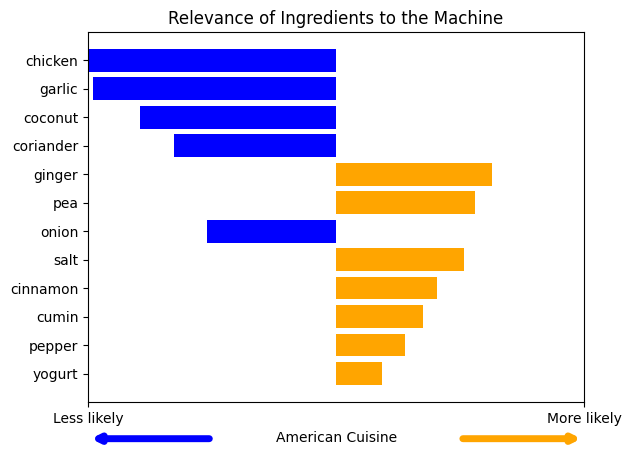 Relevance of Ingredients to the Machine
chicken
garlic
coconut
coriander
ginger
pea
onion
salt
cinnamon
cumin
pepper
yogurt
Less likely More likely
American Cuisine